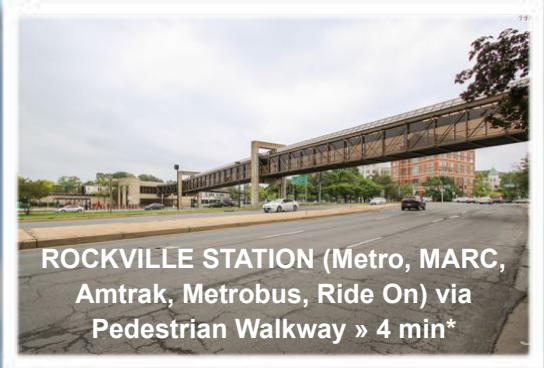 ROCKVILLE STATION (Metro, MARC,
Amtrak, Metrobus, Ride On) via
Pedestrian Walkway » 4 min*